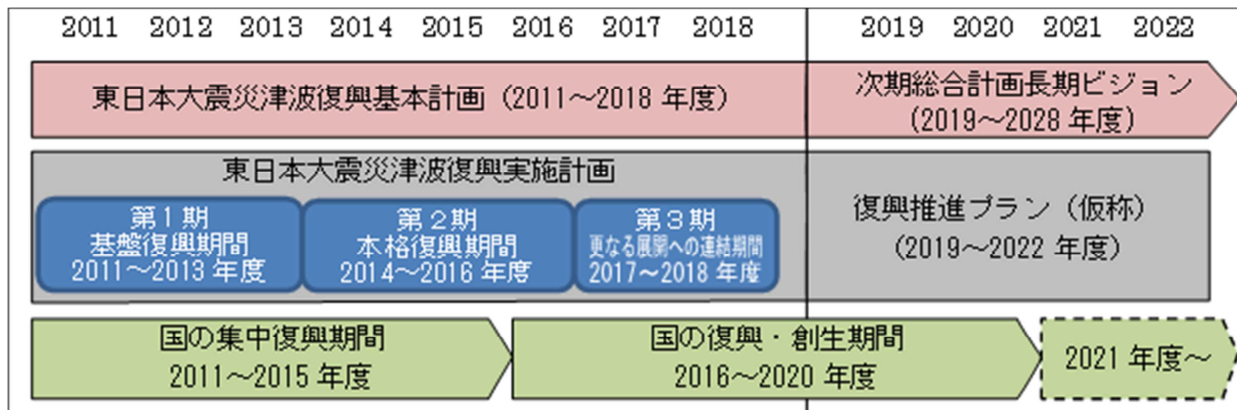 2011 2012 2013 2014 2015 2016 2017 2018 2019 2020 2021 2022
東日本大震災津波復興基本計画（2011～2018 年度）
次期総合計画長期ビジョン
（2019～2028 年度）
東日本大震災津波復興実施計画
第１期
基盤復興期間
2011～2013 年度
第２期
本格復興期間
2014～2016 年度
第３期
更なる展開への連結期間
2017～2018 年度
復興推進プラン（仮称）
（2019～2022 年度）
国の集中復興期間
2011～2015 年度
国の復興・創生期間
2016～2020 年度
2021 年度～